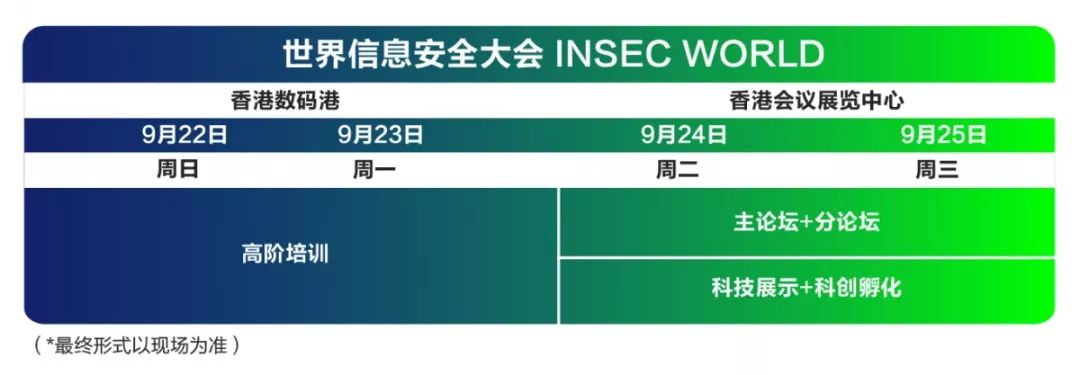 世界信息安全大会 INSEC WORLD
香港数码港 香港会议展览中心
9月22日 9月23日 9月24日 9月25日
周日 周一 周二 周三
高阶培训
主论坛+分论坛
科技展示+科创孵化
(*最终形式以现场为准)